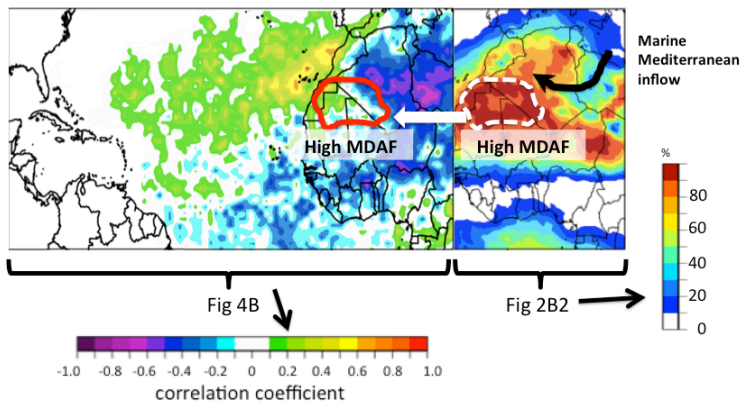 Marine
Mediterranean
inflow
High MDAF
High MDAF
%
80
60
40
20
0
Fig 4B
Fig 2B2
-1.0 -0.8 -0.6 -0.4 -0.2 0.2 0.4 0.6 0.8 1.0
correlation coefficient